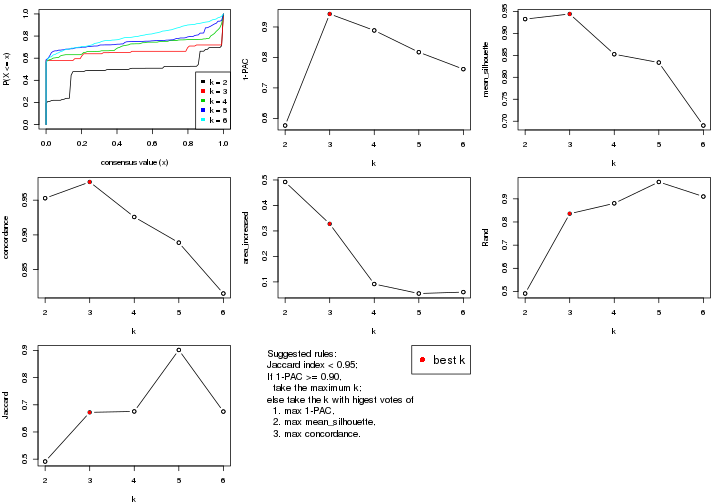 P(X <= x)
0.0 0.2 0.4 0.6 0.8 1.0
0.0 0.2 0.4 0.6 0.8 1.0
consensus value (x)
k = 2
k = 3
k = 4
k = 5
k = 6
1-PAC
0.6 0.7 0.8 0.9
2 3 4 5 6
k
mean_silhouette
0.70 0.75 0.80 0.85 0.90 0.95
2 3 4 5 6
k
concordance
0.85 0.90 0.95
2 3 4 5 6
k
area_increased
0.1 0.2 0.3 0.4 0.5
2 3 4 5 6
k
Rand
0.5 0.6 0.7 0.8 0.9
2 3 4 5 6
k
Jaccard
0.5 0.6 0.7 0.8 0.9
2 3 4 5 6
k
Suggested rules:
Jaccard index < 0.95;
If 1-PAC >= 0.90,
take the maximum k;
else take the k with higest votes of
1. max 1-PAC,
2. max mean_silhouette,
3. max concordance.
best k